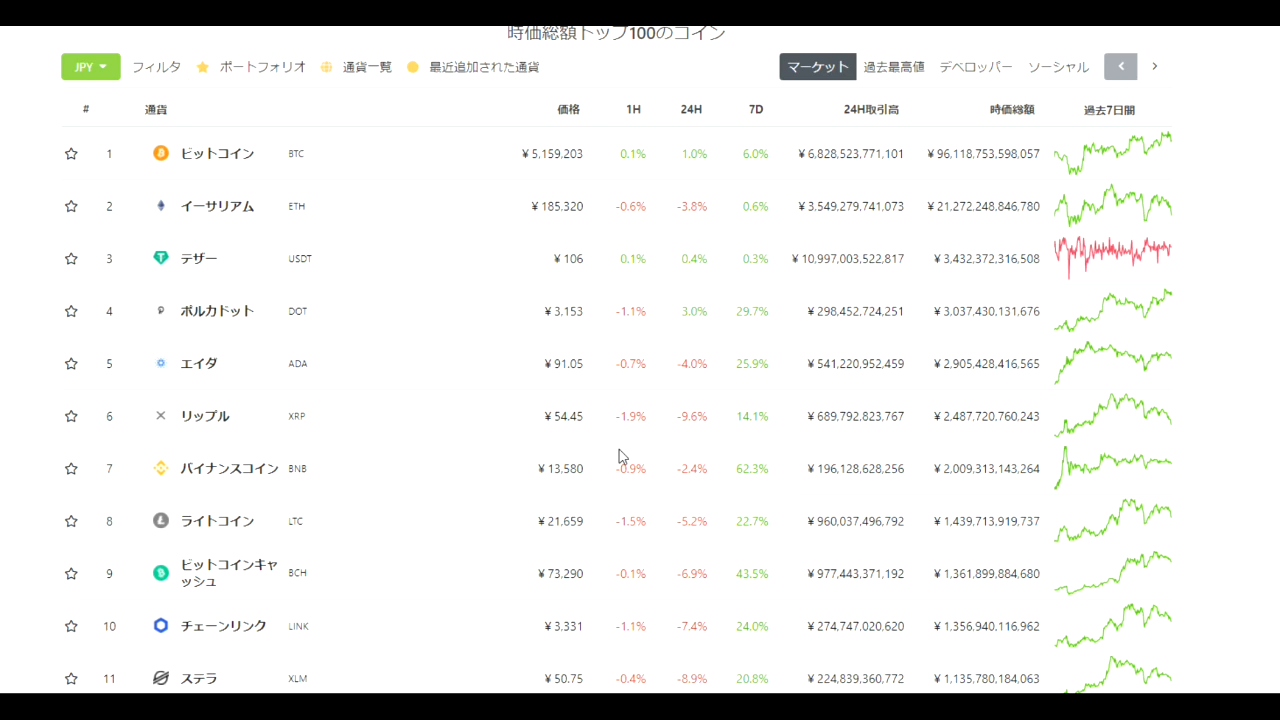 時価総額トップ100のコイン
JPY フィルタ ポートフォリオ 通貨一覧 最近追加された通貨 マーケット 過去最高値 デベロッパー ソーシャル
# 通貨 価格 1H 24H 7D 24H取引高 時価総額 過去7日間
1 ビットコイン BTC ¥5,159,203 0.1% 1.0% 6.0% ¥6,828,523,771,101 ¥96,118,753,598,057
2 イーサリアム ETH ¥185,320 -0.6% -3.8% 0.6% ¥3,549,279,741,073 ¥21,272,248,846,780
3 テザー USDT ¥106 0.1% 0.4% 0.3% ¥10,997,003,522,817 ¥3,432,372,316,508
4 ポルカドット DOT ¥3,153 -1.1% 3.0% 29.7% ¥298,452,724,251 ¥3,037,430,131,676
5 エイダ ADA ¥91.05 -0.7% -4.0% 25.9% ¥541,220,952,459 ¥2,905,428,416,565
6 リップル XRP ¥54.45 -1.9% -9.6% 14.1% ¥689,792,823,767 ¥2,487,720,760,243
7 バイナンスコイン BNB ¥13,580 -0.9% -2.4% 62.3% ¥196,128,628,256 ¥2,009,313,143,264
8 ライトコイン LTC ¥21,659 -1.5% -5.2% 22.7% ¥960,037,496,792 ¥1,439,713,919,737
9 ビットコインキャ BCH ¥73,290 -0.1% -6.9% 43.5% ¥977,443,371,192 ¥1,361,899,884,680
ッシュ
10 チェーンリンク LINK ¥3,331 -1.1% -7.4% 24.0% ¥274,747,020,620 ¥1,356,940,116,962
11 ステラ XLM ¥50.75 -0.4% -8.9% 20.8% ¥224,839,360,772 ¥1,135,780,184,063